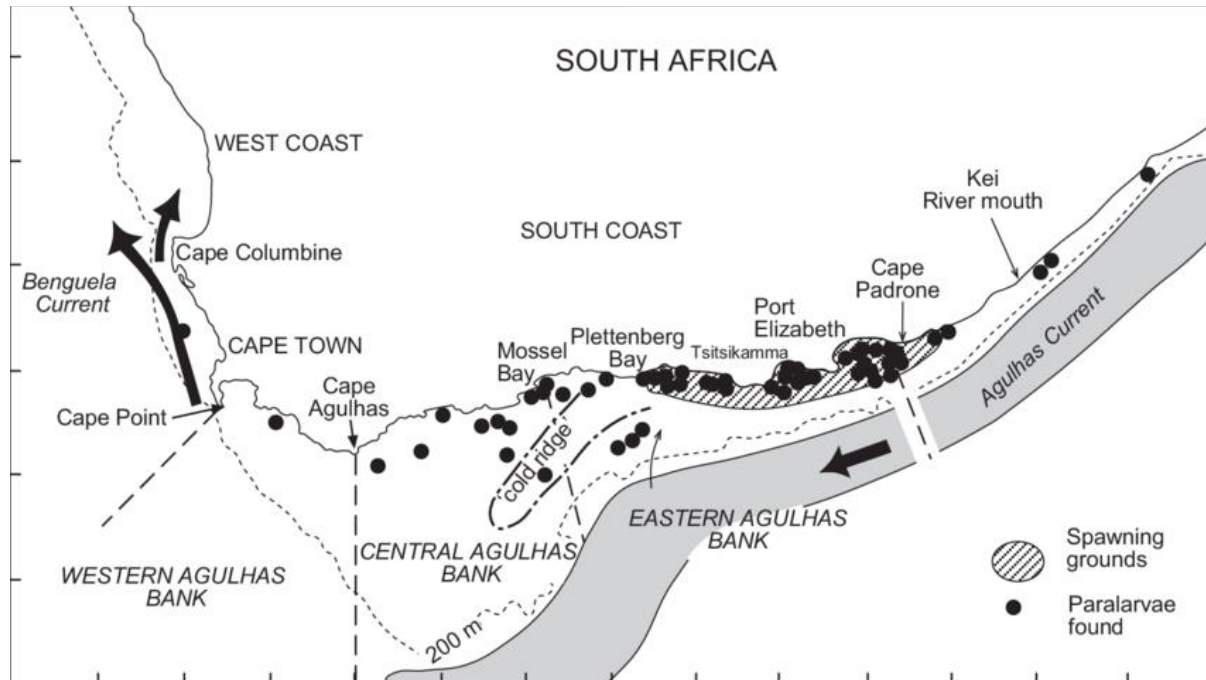 SOUTH AFRICA
WEST COAST
Kei
River mouth
SOUTH COAST
Cape Columbine
Benguela
Current
Cape
Padrone
Port
Elizabeth
Plettenberg
Bay
Tsitsikamma
Mossel
Bay
CAPE TOWN
Cape
Agulhas
Cape Point
Agulhas Current
cold ridge
EASTERN AGULHAS
BANK
CENTRAL AGULHAS
BANK
WESTERN AGULHAS
BANK
200 m
Spawning
grounds
Paralarvae
found